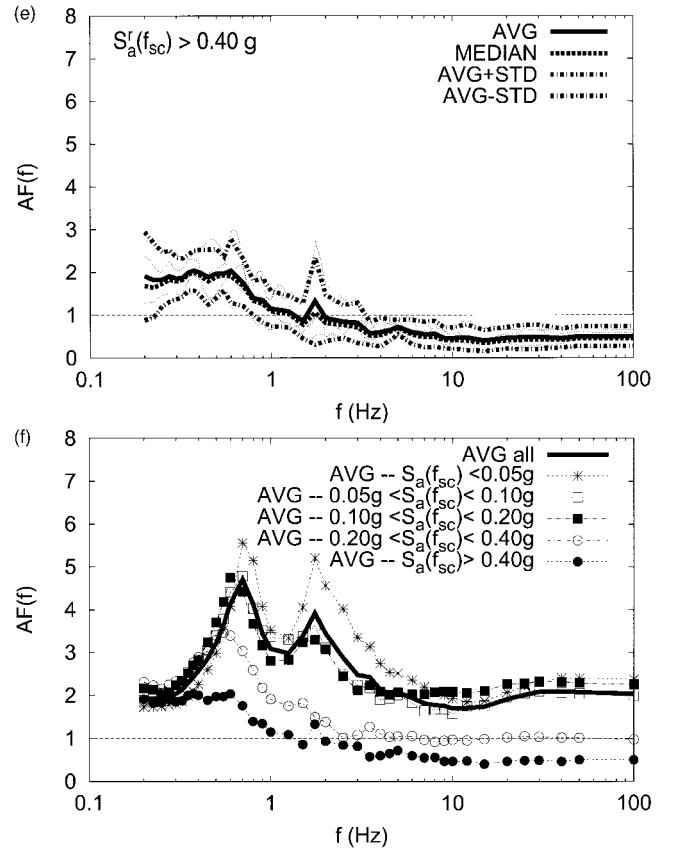 (e)
8
7
6
5
4
3
2
1
0
AF(f)
S_a^r(f_sc) > 0.40 g
AVG
MEDIAN
AVG+STD
AVG-STD
0.1 1 10 100
f (Hz)
(f)
8
7
6
5
4
3
2
1
0
AF(f)
AVG all
AVG -- S_a(f_sc) <0.05g
AVG -- 0.05g <S_a(f_sc)< 0.10g
AVG -- 0.10g <S_a(f_sc)< 0.20g
AVG -- 0.20g <S_a(f_sc)< 0.40g
AVG -- S_a(f_sc)> 0.40g
0.1 1 10 100
f (Hz)